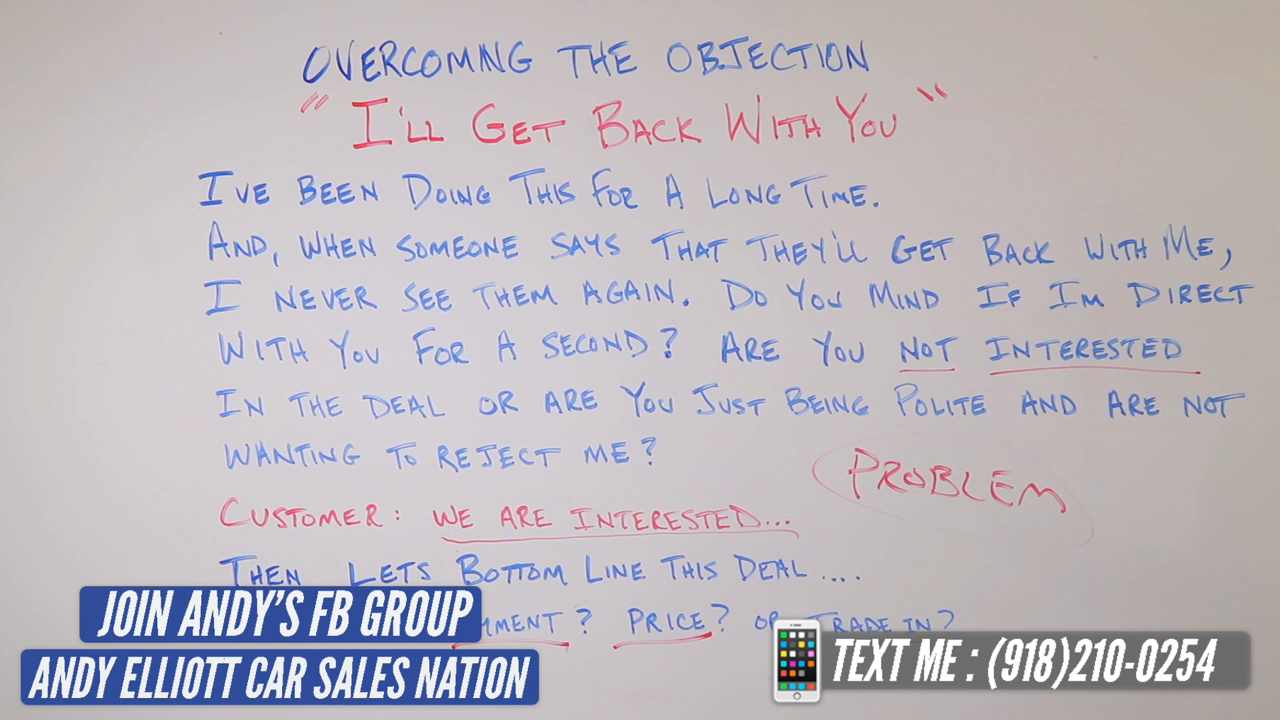 OVERCOMING THE OBJECTION
"I'LL GET BACK WITH YOU"
I'VE BEEN DOING THIS FOR A LONG TIME.
AND, WHEN SOMEONE SAYS THAT THEY'LL GET BACK WITH ME,
I NEVER SEE THEM AGAIN. DO YOU MIND IF I'M DIRECT
WITH YOU FOR A SECOND? ARE YOU NOT INTERESTED
IN THE DEAL OR ARE YOU JUST BEING POLITE AND ARE NOT
WANTING TO REJECT ME?
PROBLEM
CUSTOMER: WE ARE INTERESTED...
THEN LETS BOTTOM LINE THIS DEAL....
PRICE? OR TRADE IN?
JOIN ANDY'S FB GROUP
ANDY ELLIOTT CAR SALES NATION
TEXT ME : (918)210-0254